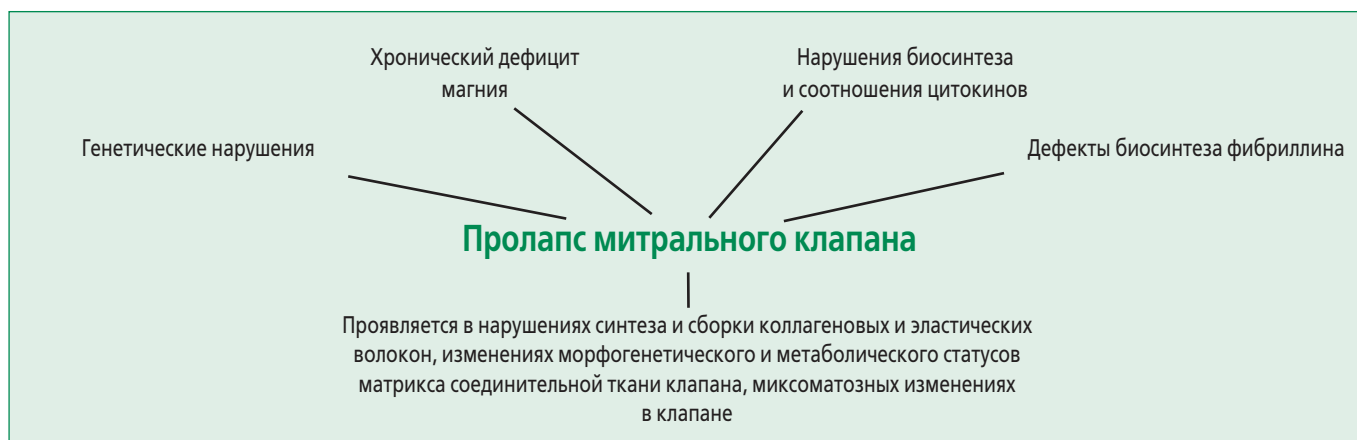 Хронический дефицит
магния
Нарушения биосинтеза
и соотношения цитокинов
Генетические нарушения
Дефекты биосинтеза фибриллина
Пролапс митрального клапана
Проявляется в нарушениях синтеза и сборки коллагеновых и эластических
волокон, изменениях морфогенетического и метаболического статусов
матрикса соединительной ткани клапана, миксоматозных изменениях
в клапане